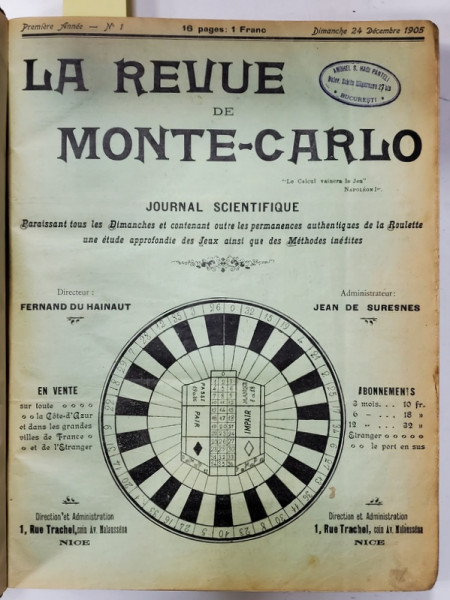 Première Année — N° 1
16 pages: 1 Franc
Dimanche 24 Décembre 1905
LA REVUE
DE
MONTE-CARLO
BUCUREȘTI
"Le Calcul vaincra le Jeu"
NAPOLÉON Ier.
JOURNAL SCIENTIFIQUE
Paraissant tous les Dimanches et contenant outre les permanences authentiques de la Roulette
une étude approfondie des Jeux ainsi que des Méthodes inédites
Directeur :
FERNAND DU HAINAUT
Administrateur:
JEAN DE SURESNES
EN VENTE
sur toute
la Côte-d'Azur
et dans les grandes
villes de France
et de l'Etranger
PAIR
IMPAIR
ABONNEMENTS
3 mois. . . 10 fr.
6 — . . . 18 »
12 — . . . 32 »
Etranger
le port en sus
Direction et Administration
1, Rue Trachel, coin Av. Malausséna
NICE
Direction et Administration
1, Rue Trachel, coin Av. Malausséna
NICE